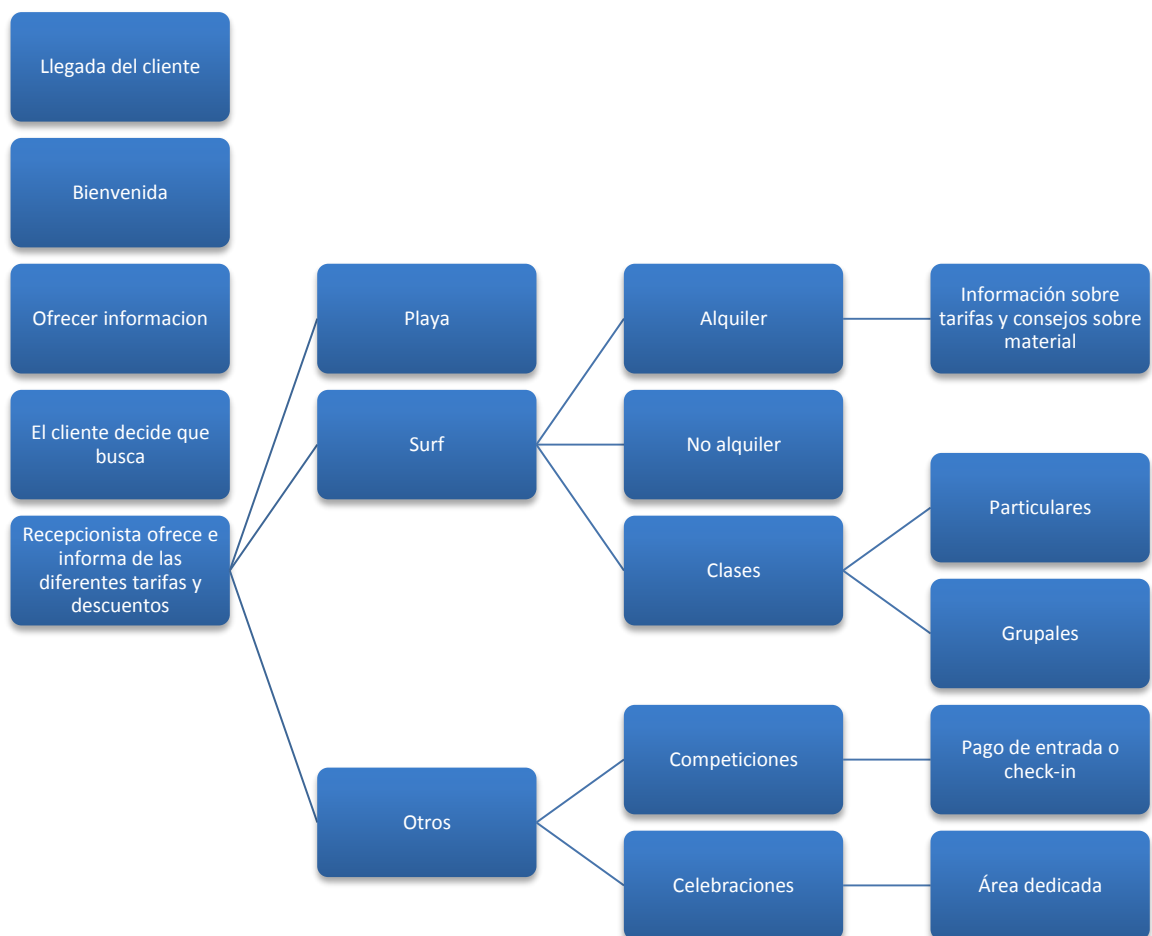 Llegada del cliente
Bienvenida
Ofrecer informacion
El cliente decide que
busca
Recepcionista ofrece e
informa de las
diferentes tarifas y
descuentos
Playa
Surf
Alquiler
Información sobre
tarifas y consejos sobre
material
No alquiler
Clases
Particulares
Grupales
Otros
Competiciones
Pago de entrada o
check-in
Celebraciones
Área dedicada